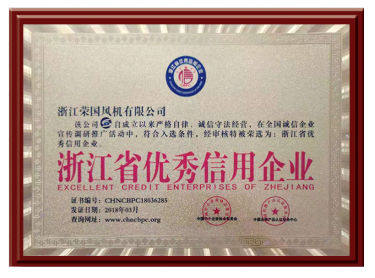 浙江荣国风机有限公司
该公司自成立以来严格自律、诚信守法经营，在全国诚信企业
宣传调研推广活动中，符合入选条件，经审核特被荣选为：浙江省优
秀信用企业。
浙江省优秀信用企业
EXCELLENT CREDIT ENTERPRISES OF ZHEJIANG
证书编号：CHNCBPC18036285
发证日期：2018年03月
查询网址：www.chncbpc.org